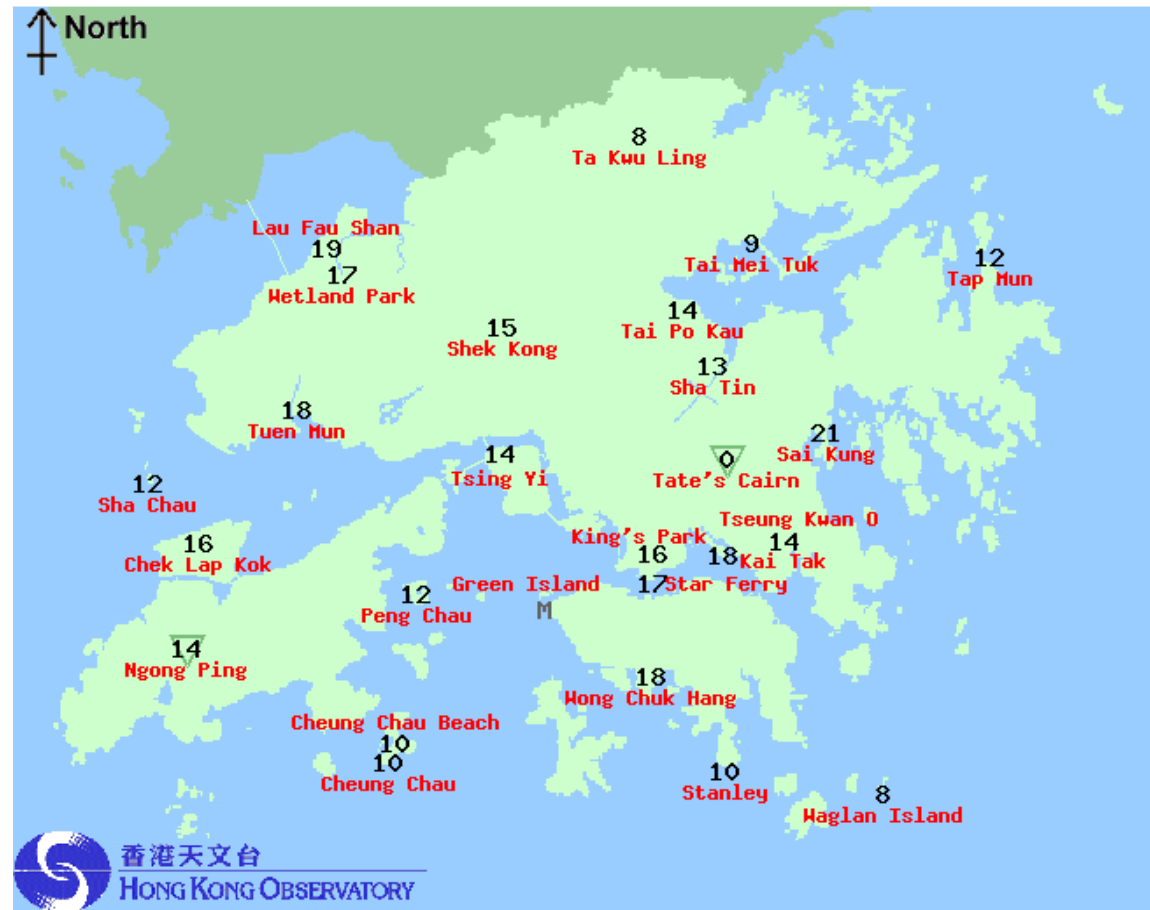 North
8
Ta Kwu Ling
Lau Fau Shan
19
17
Wetland Park
9
Tai Mei Tuk
12
Tap Mun
14
Tai Po Kau
15
Shek Kong
13
Sha Tin
18
Tuen Mun
21
Sai Kung
14
Tsing Yi
0
Tate's Cairn
12
Sha Chau
Tseung Kwan O
14
King's Park
16
18
Kai Tak
16
Chek Lap Kok
Green Island
M
17 Star Ferry
12
Peng Chau
14
Ngong Ping
18
Wong Chuk Hang
Cheung Chau Beach
10
10
Cheung Chau
10
Stanley
8
Waglan Island
香港天文台
HONG KONG OBSERVATORY